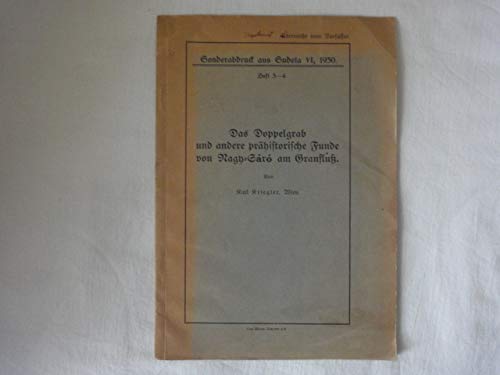 vom Verfasser
Sonderabdruck aus Sudeta VI, 1930.
Heft 3–4
Das Doppelgrab
und andere prähistorische Funde
von Nagy-Sáró am Granfluß.
Von
Karl Kriegler, Wien